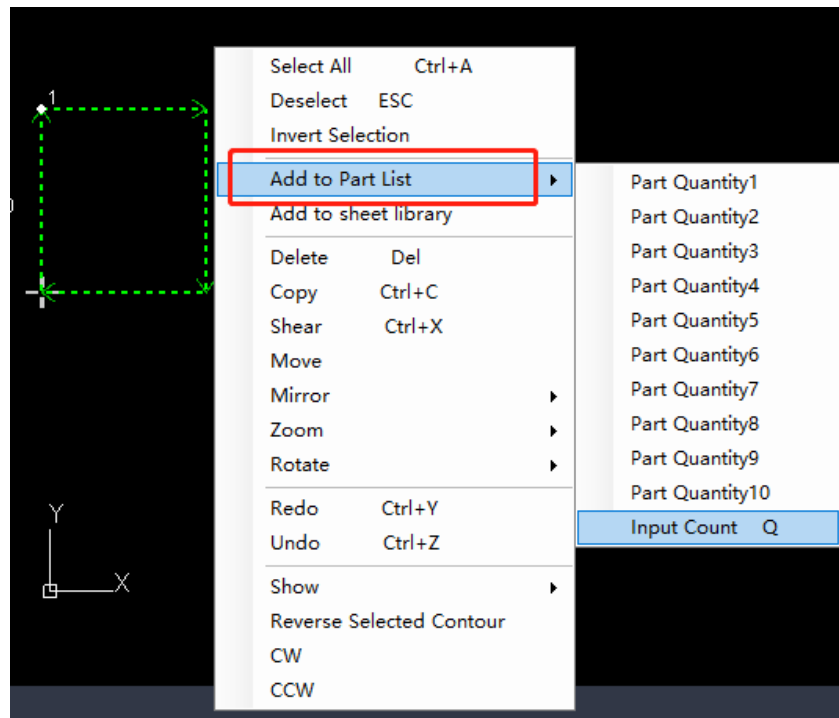 1
Select All Ctrl+A
Deselect ESC
Invert Selection
Add to Part List
Add to sheet library
Delete Del
Copy Ctrl+C
Shear Ctrl+X
Move
Mirror
Zoom
Rotate
Redo Ctrl+Y
Undo Ctrl+Z
Show
Reverse Selected Contour
CW
CCW
Part Quantity1
Part Quantity2
Part Quantity3
Part Quantity4
Part Quantity5
Part Quantity6
Part Quantity7
Part Quantity8
Part Quantity9
Part Quantity10
Input Count Q
Y
X